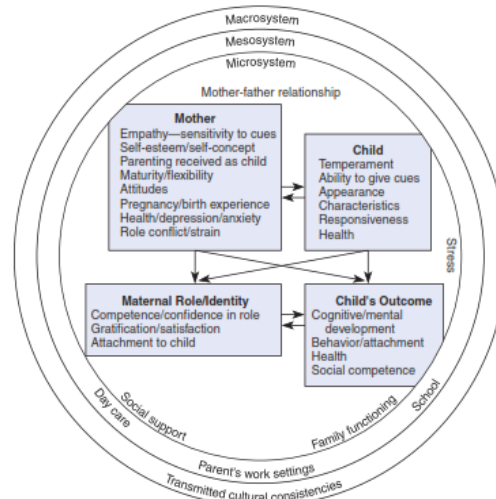 Macrosystem
Mesosystem
Microsystem
Mother-father relationship
Mother
Empathy—sensitivity to cues
Self-esteem/self-concept
Parenting received as child
Maturity/flexibility
Attitudes
Pregnancy/birth experience
Health/depression/anxiety
Role conflict/strain
Child
Temperament
Ability to give cues
Appearance
Characteristics
Responsiveness
Health
Stress
Maternal Role/Identity
Competence/confidence in role
Gratification/satisfaction
Attachment to child
Child's Outcome
Cognitive/mental
development
Behavior/attachment
Health
Social competence
Social support
Family functioning
Day care
School
Parent's work settings
Transmitted cultural consistencies